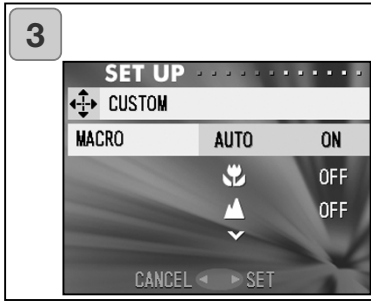 3
SET UP
CUSTOM
MACRO AUTO ON
OFF
OFF
CANCEL SET